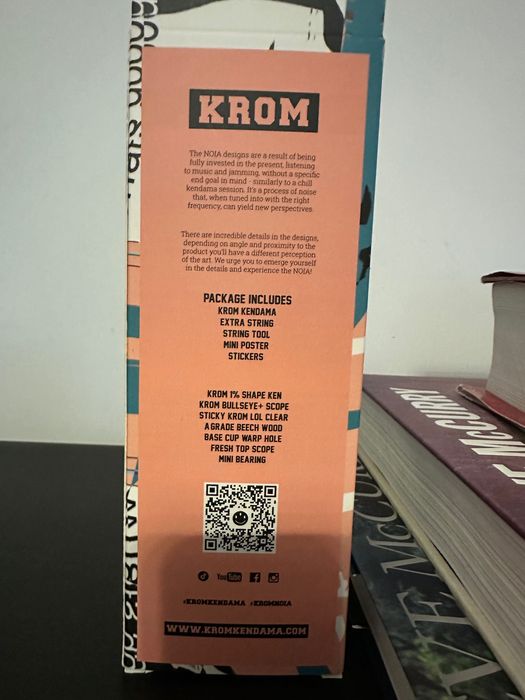 KROM
The NOIA designs are a result of being
fully invested in the present, listening
to music and jamming, without a specific
end goal in mind - similarly to a chill
kendama session. It's a process of noise
that, when tuned into with the right
frequency, can yield new perspectives.
There are incredible details in the designs,
depending on angle and proximity to the
product you'll have a different perception
of the art. We urge you to emerge yourself
in the details and experience the NOIA!
PACKAGE INCLUDES
KROM KENDAMA
EXTRA STRING
STRING TOOL
MINI POSTER
STICKERS
KROM 1% SHAPE KEN
KROM BULLSEYE+ SCOPE
STICKY KROM LOL CLEAR
A GRADE BEECH WOOD
BASE CUP WARP HOLE
FRESH TOP SCOPE
MINI BEARING
YouTube
#KROMKENDAMA #KROMNOIA
WWW.KROMKENDAMA.COM
McCURRY